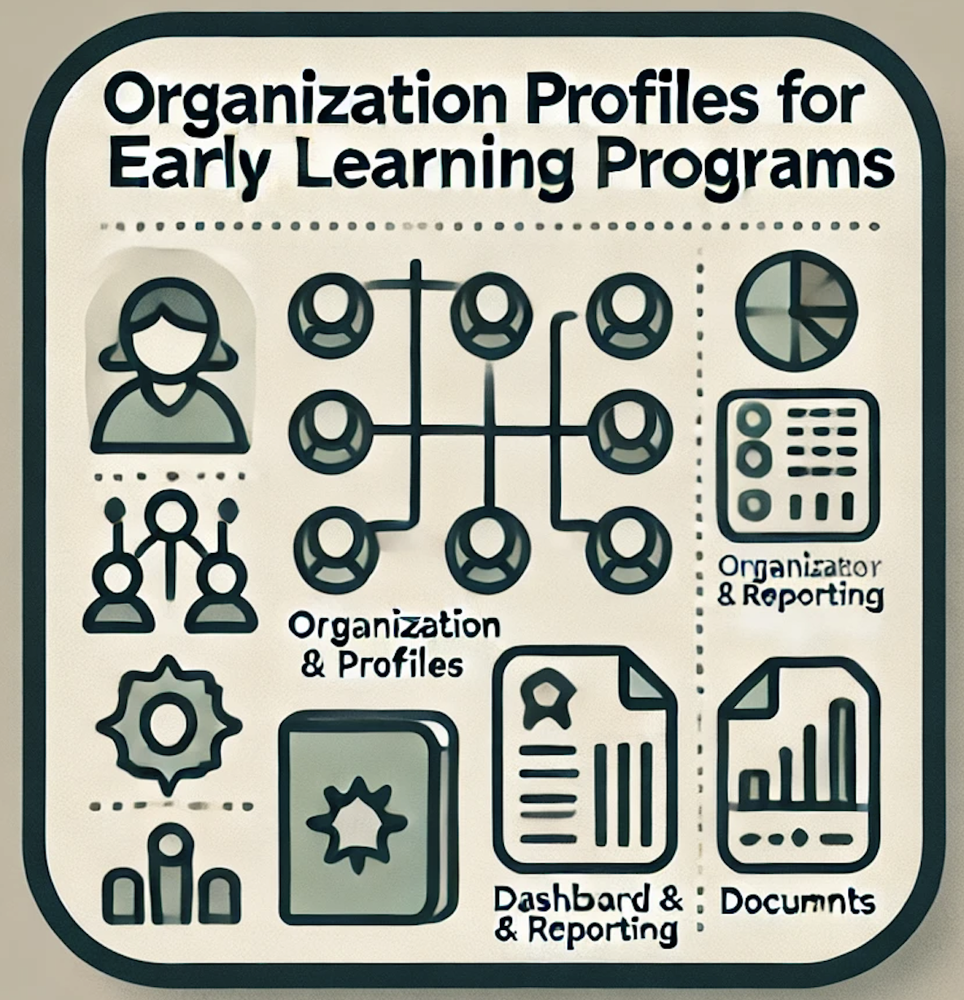 Organization Profiles for
Early Learning Programs
Organization
& Profiles
Organizator
& Reporting
Dashbard &
& Reporting
Documnts